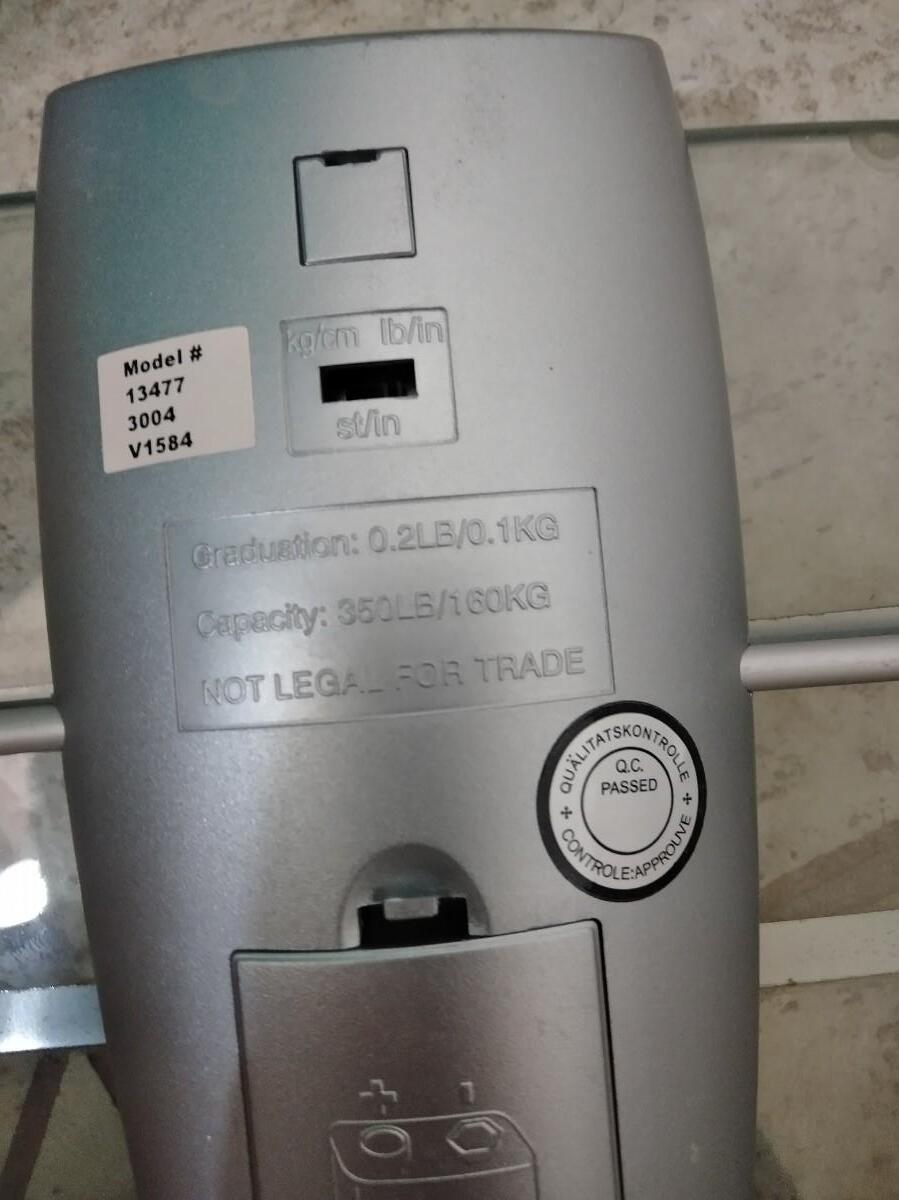 kg/cm lb/in
st/in
Model #
13477
3004
V1584
Graduation: 0.2LB/0.1KG
Capacity: 350LB/160KG
NOT LEGAL FOR TRADE
QUÄLITATSKONTROLLE
Q.C.
PASSED
CONTROLE:APPROUVE
+ -